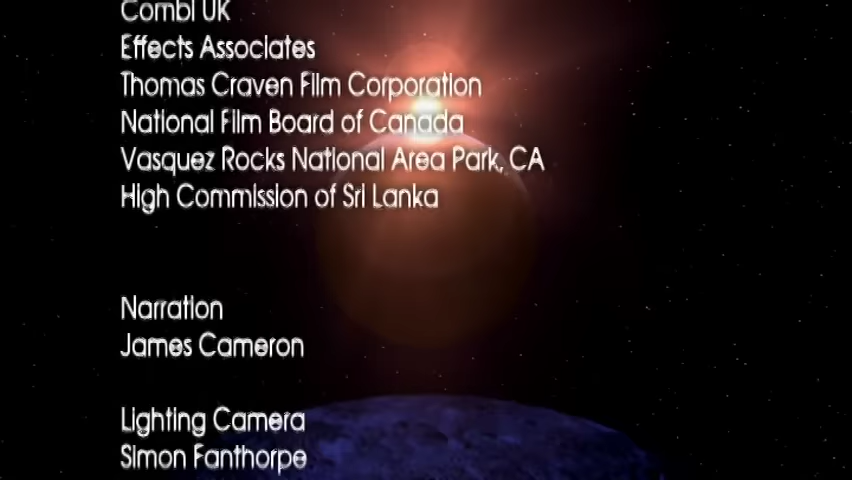 Combi UK
Effects Associates
Thomas Craven Film Corporation
National Film Board of Canada
Vasquez Rocks National Area Park, CA
High Commission of Sri Lanka
Narration
James Cameron
Lighting Camera
Simon Fanthorpe